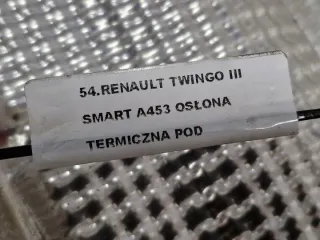 54.RENAULT TWINGO III
SMART A453 OSŁONA
TERMICZNA POD